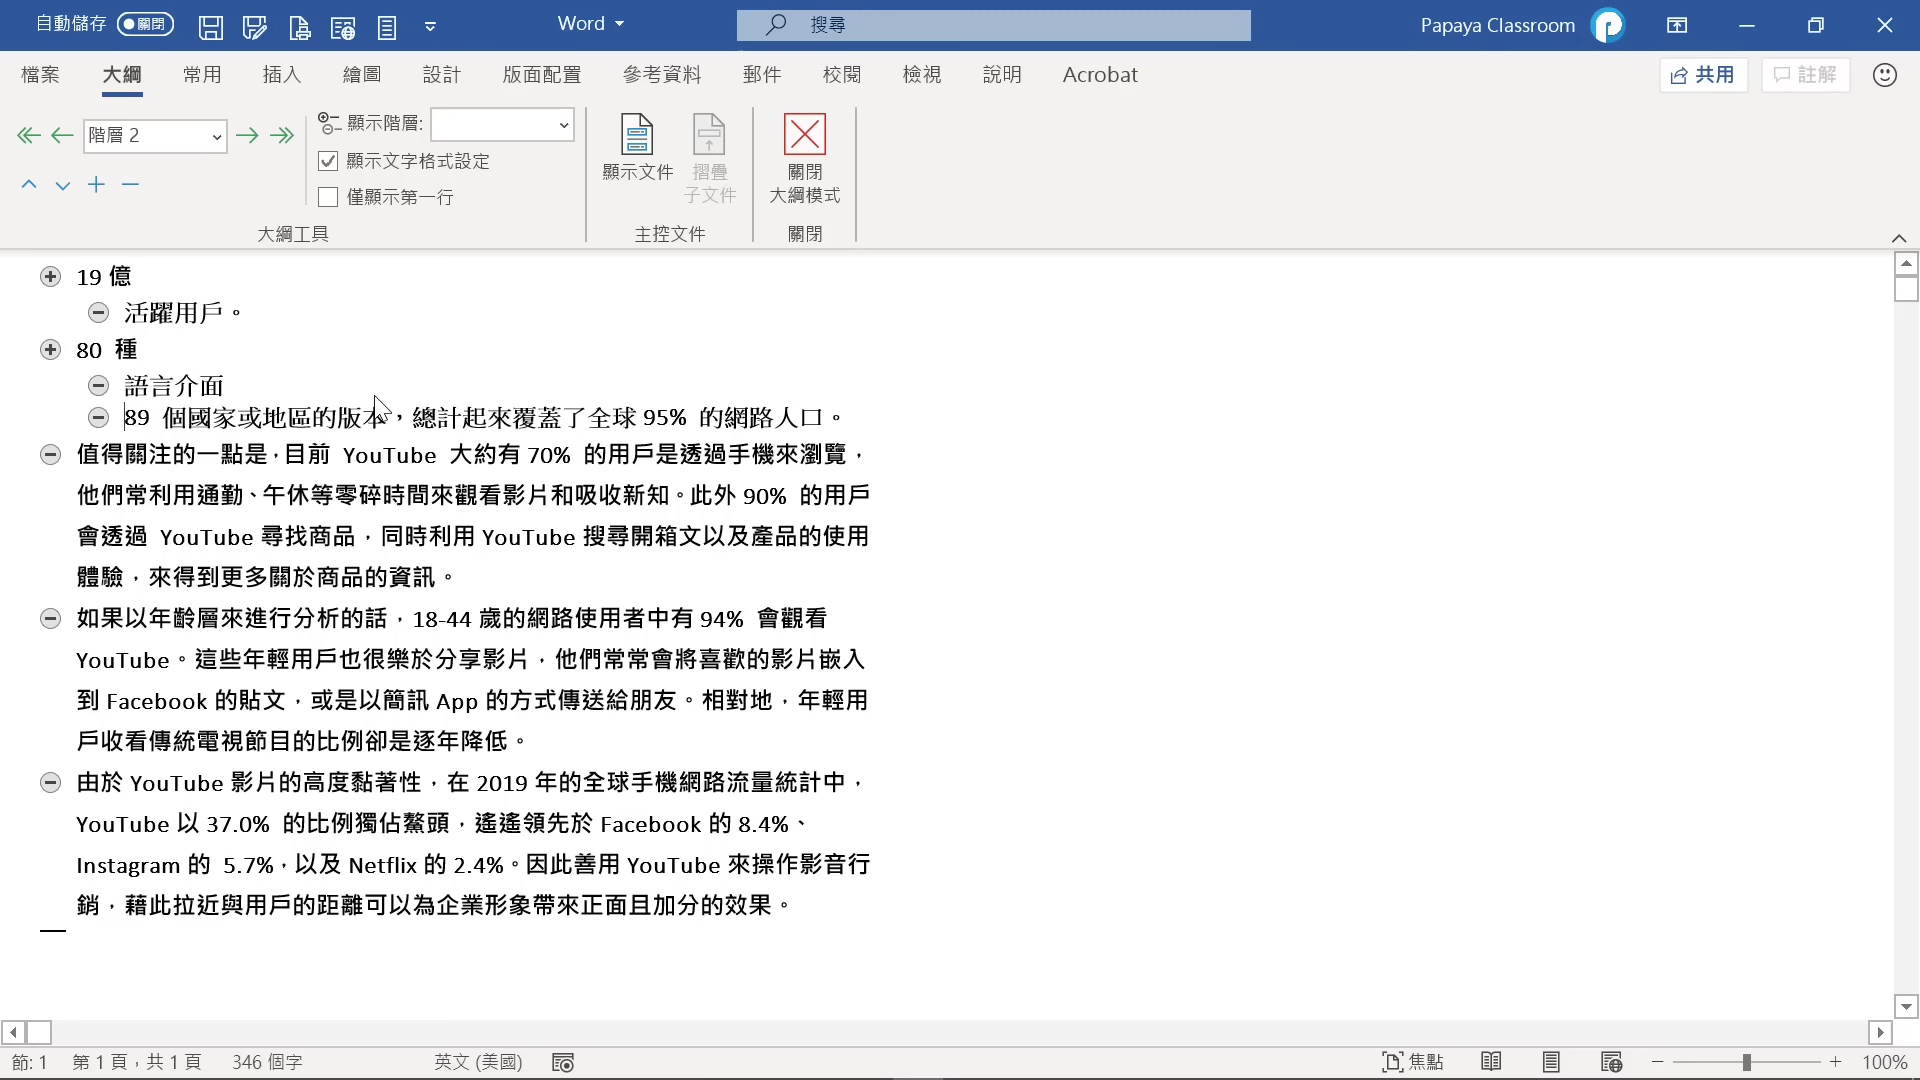 自動儲存 關閉 Word 搜尋 Papaya Classroom
檔案 大綱 常用 插入 繪圖 設計 版面配置 參考資料 郵件 校閱 檢視 說明 Acrobat 共用 註解
階層 2
顯示階層:
顯示文字格式設定
僅顯示第一行
大綱工具
顯示文件
摺疊
子文件
主控文件
關閉
大綱模式
關閉
19 億
活躍用戶。
80 種
語言介面
89 個國家或地區的版本，總計起來覆蓋了全球 95% 的網路人口。
值得關注的一點是，目前 YouTube 大約有 70% 的用戶是透過手機來瀏覽，
他們常利用通勤、午休等零碎時間來觀看影片和吸收新知。此外 90% 的用戶
會透過 YouTube 尋找商品，同時利用 YouTube 搜尋開箱文以及產品的使用
體驗，來得到更多關於商品的資訊。
如果以年齡層來進行分析的話，18-44 歲的網路使用者中有 94% 會觀看
YouTube。這些年輕用戶也很樂於分享影片，他們常常會將喜歡的影片嵌入
到 Facebook 的貼文，或是以簡訊 App 的方式傳送給朋友。相對地，年輕用
戶收看傳統電視節目的比例卻是逐年降低。
由於 YouTube 影片的高度黏著性，在 2019 年的全球手機網路流量統計中，
YouTube 以 37.0% 的比例獨佔鰲頭，遙遙領先於 Facebook 的 8.4%、
Instagram 的 5.7%，以及 Netflix 的 2.4%。因此善用 YouTube 來操作影音行
銷，藉此拉近與用戶的距離可以為企業形象帶來正面且加分的效果。
節: 1 第 1 頁，共 1 頁 346 個字 英文 (美國) 焦點 100%